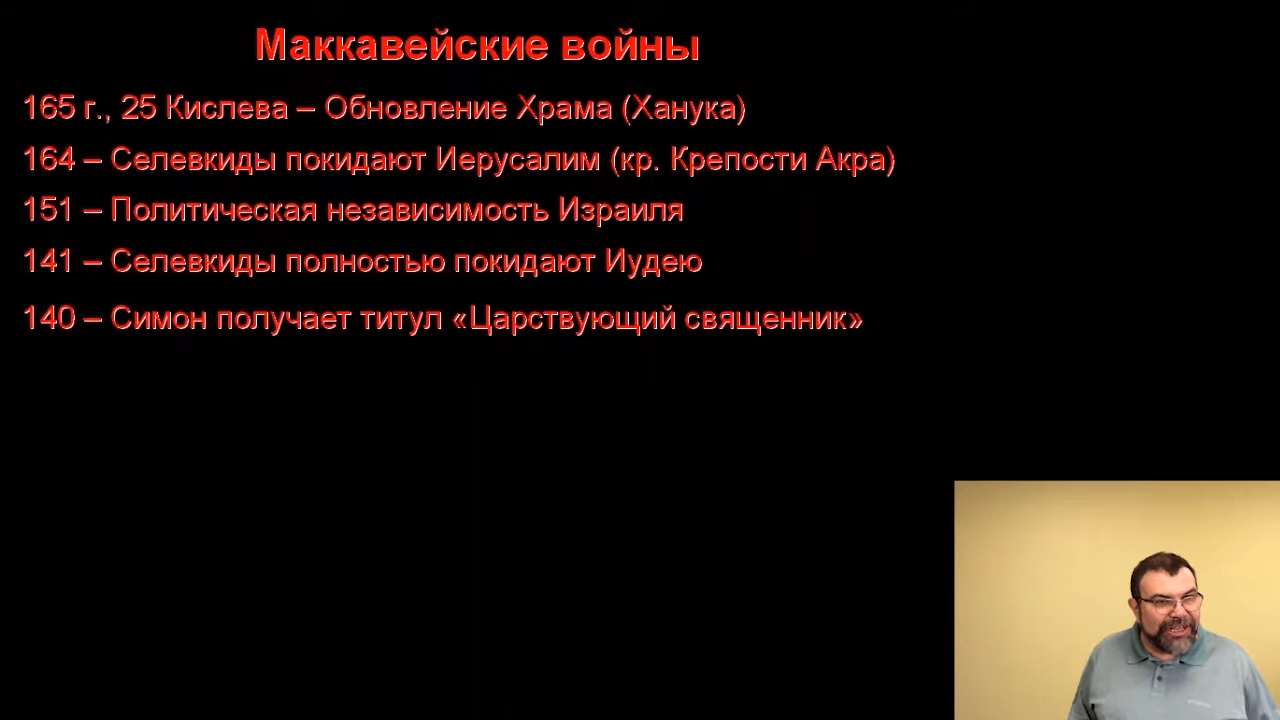 Маккавейские войны
165 г., 25 Кислева – Обновление Храма (Ханука)
164 – Селевкиды покидают Иерусалим (кр. Крепости Акра)
151 – Политическая независимость Израиля
141 – Селевкиды полностью покидают Иудею
140 – Симон получает титул «Царствующий священник»